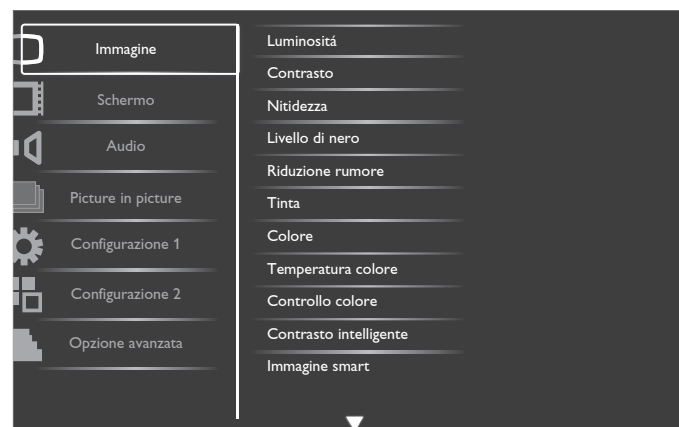 Immagine
Schermo
Audio
Picture in picture
Configurazione 1
Configurazione 2
Opzione avanzata
Luminositá
Contrasto
Nitidezza
Livello di nero
Riduzione rumore
Tinta
Colore
Temperatura colore
Controllo colore
Contrasto intelligente
Immagine smart